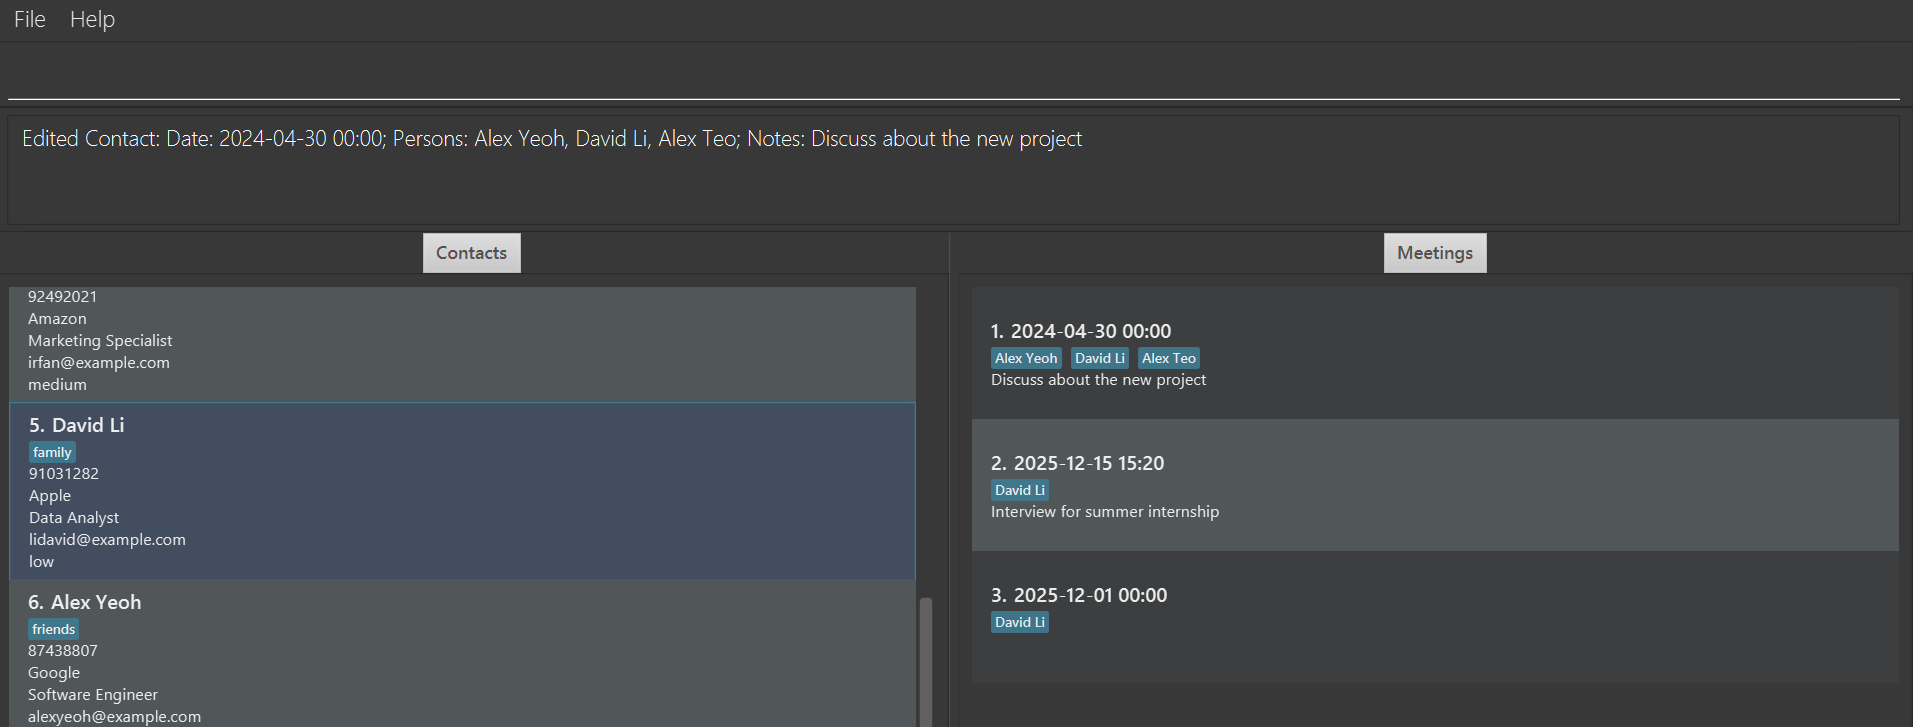 File Help
Edited Contact: Date: 2024-04-30 00:00; Persons: Alex Yeoh, David Li, Alex Teo; Notes: Discuss about the new project
Contacts
92492021
Amazon
Marketing Specialist
irfan@example.com
medium
5. David Li
family
91031282
Apple
Data Analyst
lidavid@example.com
low
6. Alex Yeoh
friends
87438807
Google
Software Engineer
alexyeoh@example.com
Meetings
1. 2024-04-30 00:00
Alex Yeoh David Li Alex Teo
Discuss about the new project
2. 2025-12-15 15:20
David Li
Interview for summer internship
3. 2025-12-01 00:00
David Li